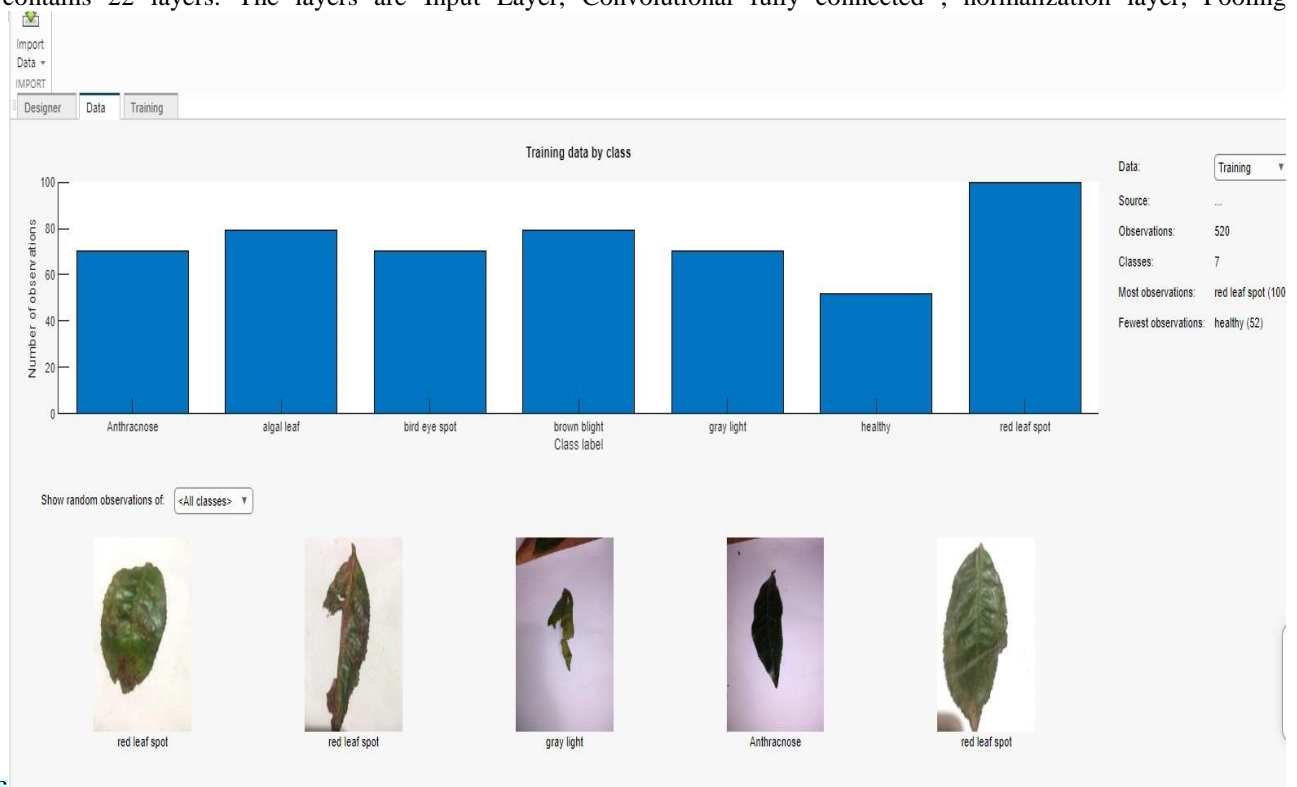 contains 22 layers. The layers are Input Layer, Convolutional fully connected , normalization layer, Pooling
Import
Data
IMPORT
Designer Data Training
Training data by class
Data: Training
Source: ...
Observations: 520
Classes: 7
Most observations: red leaf spot (100
Fewest observations: healthy (52)
Number of observations
100
80
60
40
20
0
Anthracnose algal leaf bird eye spot brown blight gray light healthy red leaf spot
Class label
Show random observations of: <All classes>
red leaf spot red leaf spot gray light Anthracnose red leaf spot